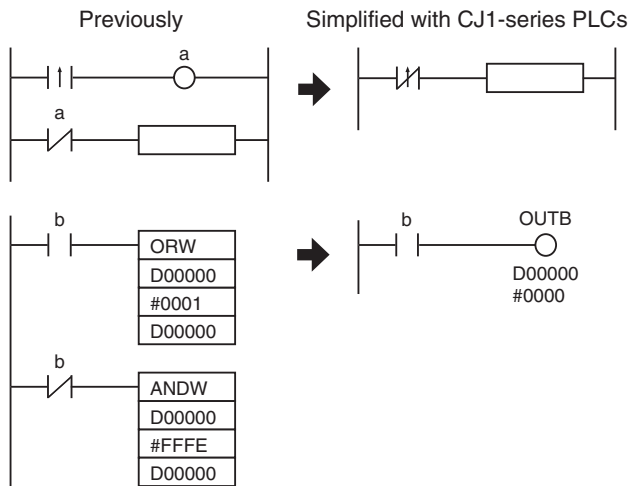 Previously
Simplified with CJ1-series PLCs
a
a
b
ORW
D00000
#0001
D00000
b
OUTB
D00000
#0000
b
ANDW
D00000
#FFFE
D00000